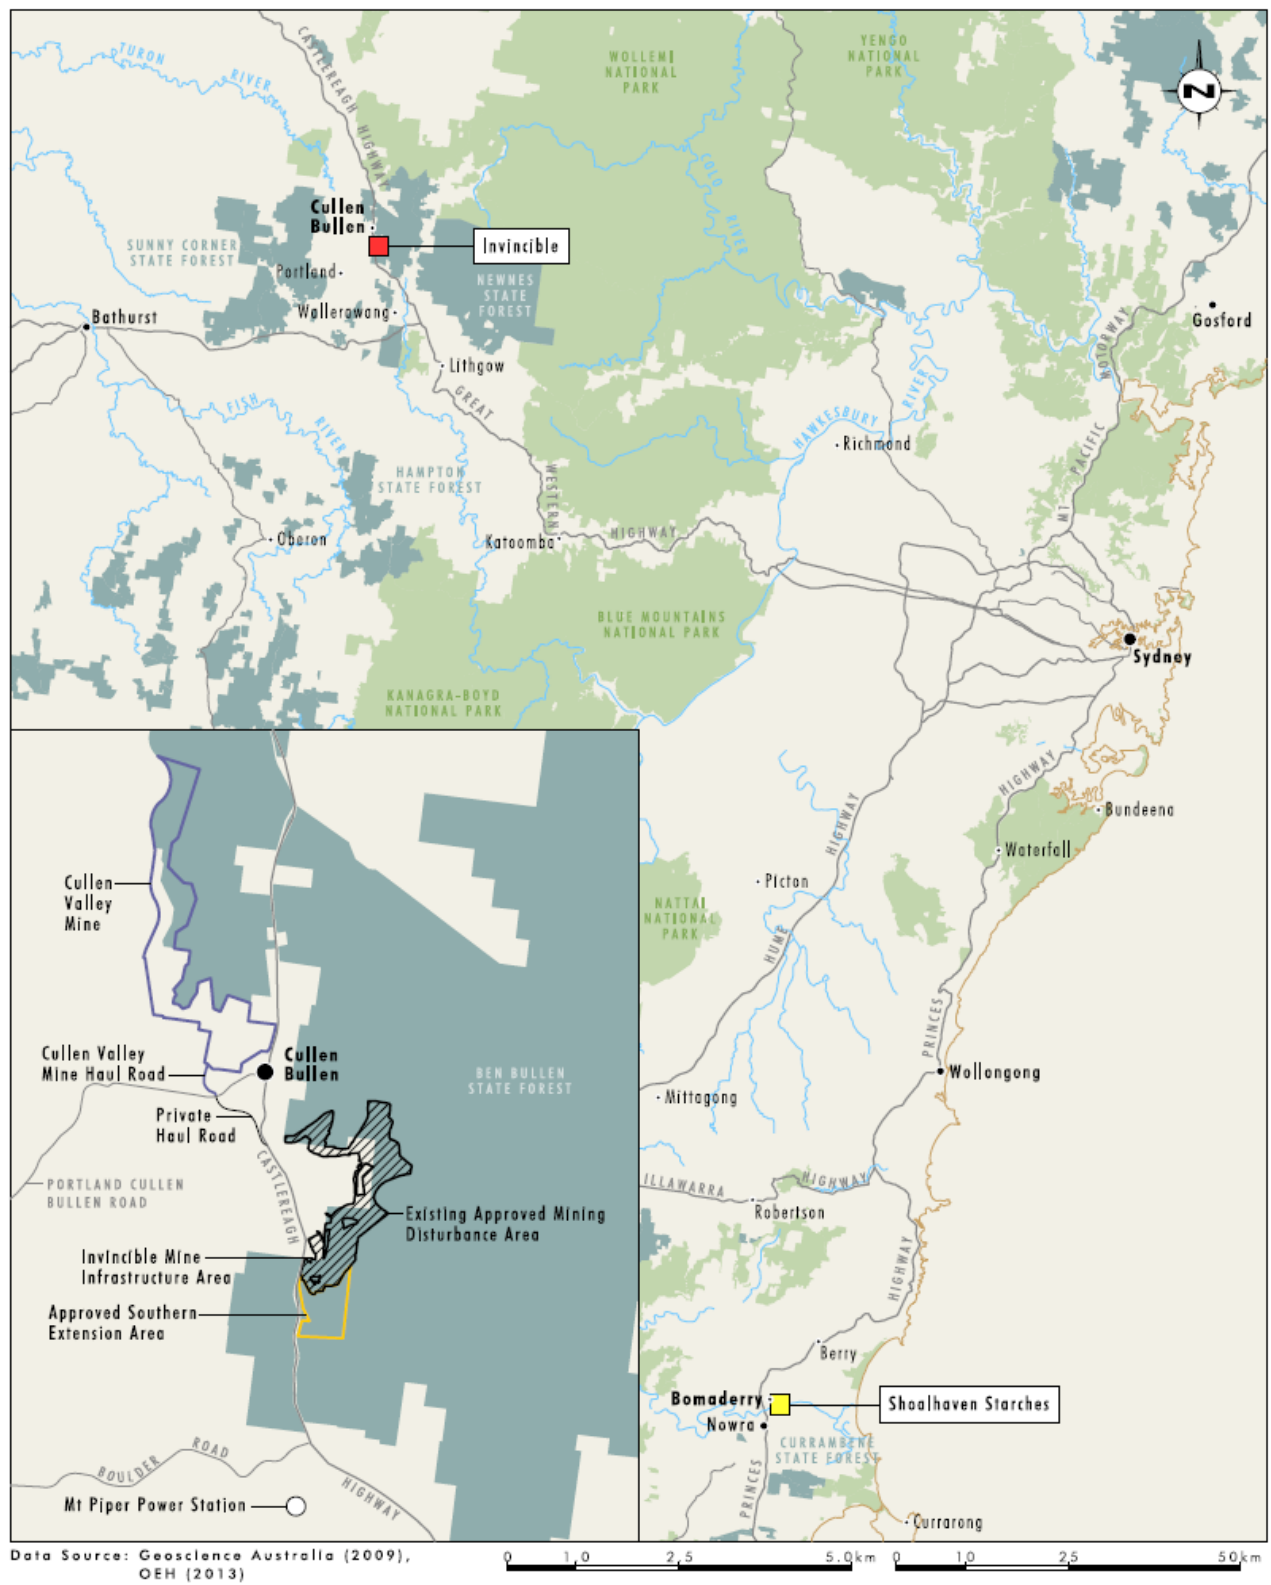 TURON
RIVER
CASTLEREAGH HIGHWAY
WOLLEMI
NATIONAL
PARK
YENGO
NATIONAL
PARK
N
COLO
RIVER
Cullen
Bullen
Invincible
SUNNY CORNER
STATE FOREST
Portland
NEWNES
STATE
FOREST
Wallerawang
Bathurst
Gosford
Lithgow
GREAT
WESTERN
HIGHWAY
FISH
RIVER
HAWKESBURY
RIVER
Richmond
MOTORWAY
MT PACIFIC
HAMPTON
STATE FOREST
Oberon
Katoomba
BLUE MOUNTAINS
NATIONAL PARK
Sydney
KANAGRA-BOYD
NATIONAL PARK
HIGHWAY
Bundeena
Waterfall
HIGHWAY
Picton
NATTAI
NATIONAL
PARK
HUME
PRINCES
Wollongong
Mittagong
ILLAWARRA
HIGHWAY
Robertson
HIGHWAY
Berry
Bomaderry
Shoalhaven Starches
Nowra
CURRAMBENE
STATE FOREST
PRINCES
Currarong
Cullen
Valley
Mine
Cullen Valley
Mine Haul Road
Cullen
Bullen
BEN BULLEN
STATE FOREST
Private
Haul Road
CASTLEREAGH
PORTLAND CULLEN
BULLEN ROAD
Existing Approved Mining
Disturbance Area
Invincible Mine
Infrastructure Area
Approved Southern
Extension Area
BOULDER
ROAD
HIGHWAY
Mt Piper Power Station
Data Source: Geoscience Australia (2009),
OEH (2013)
0 1.0 2.5 5.0km
0 10 25 50km